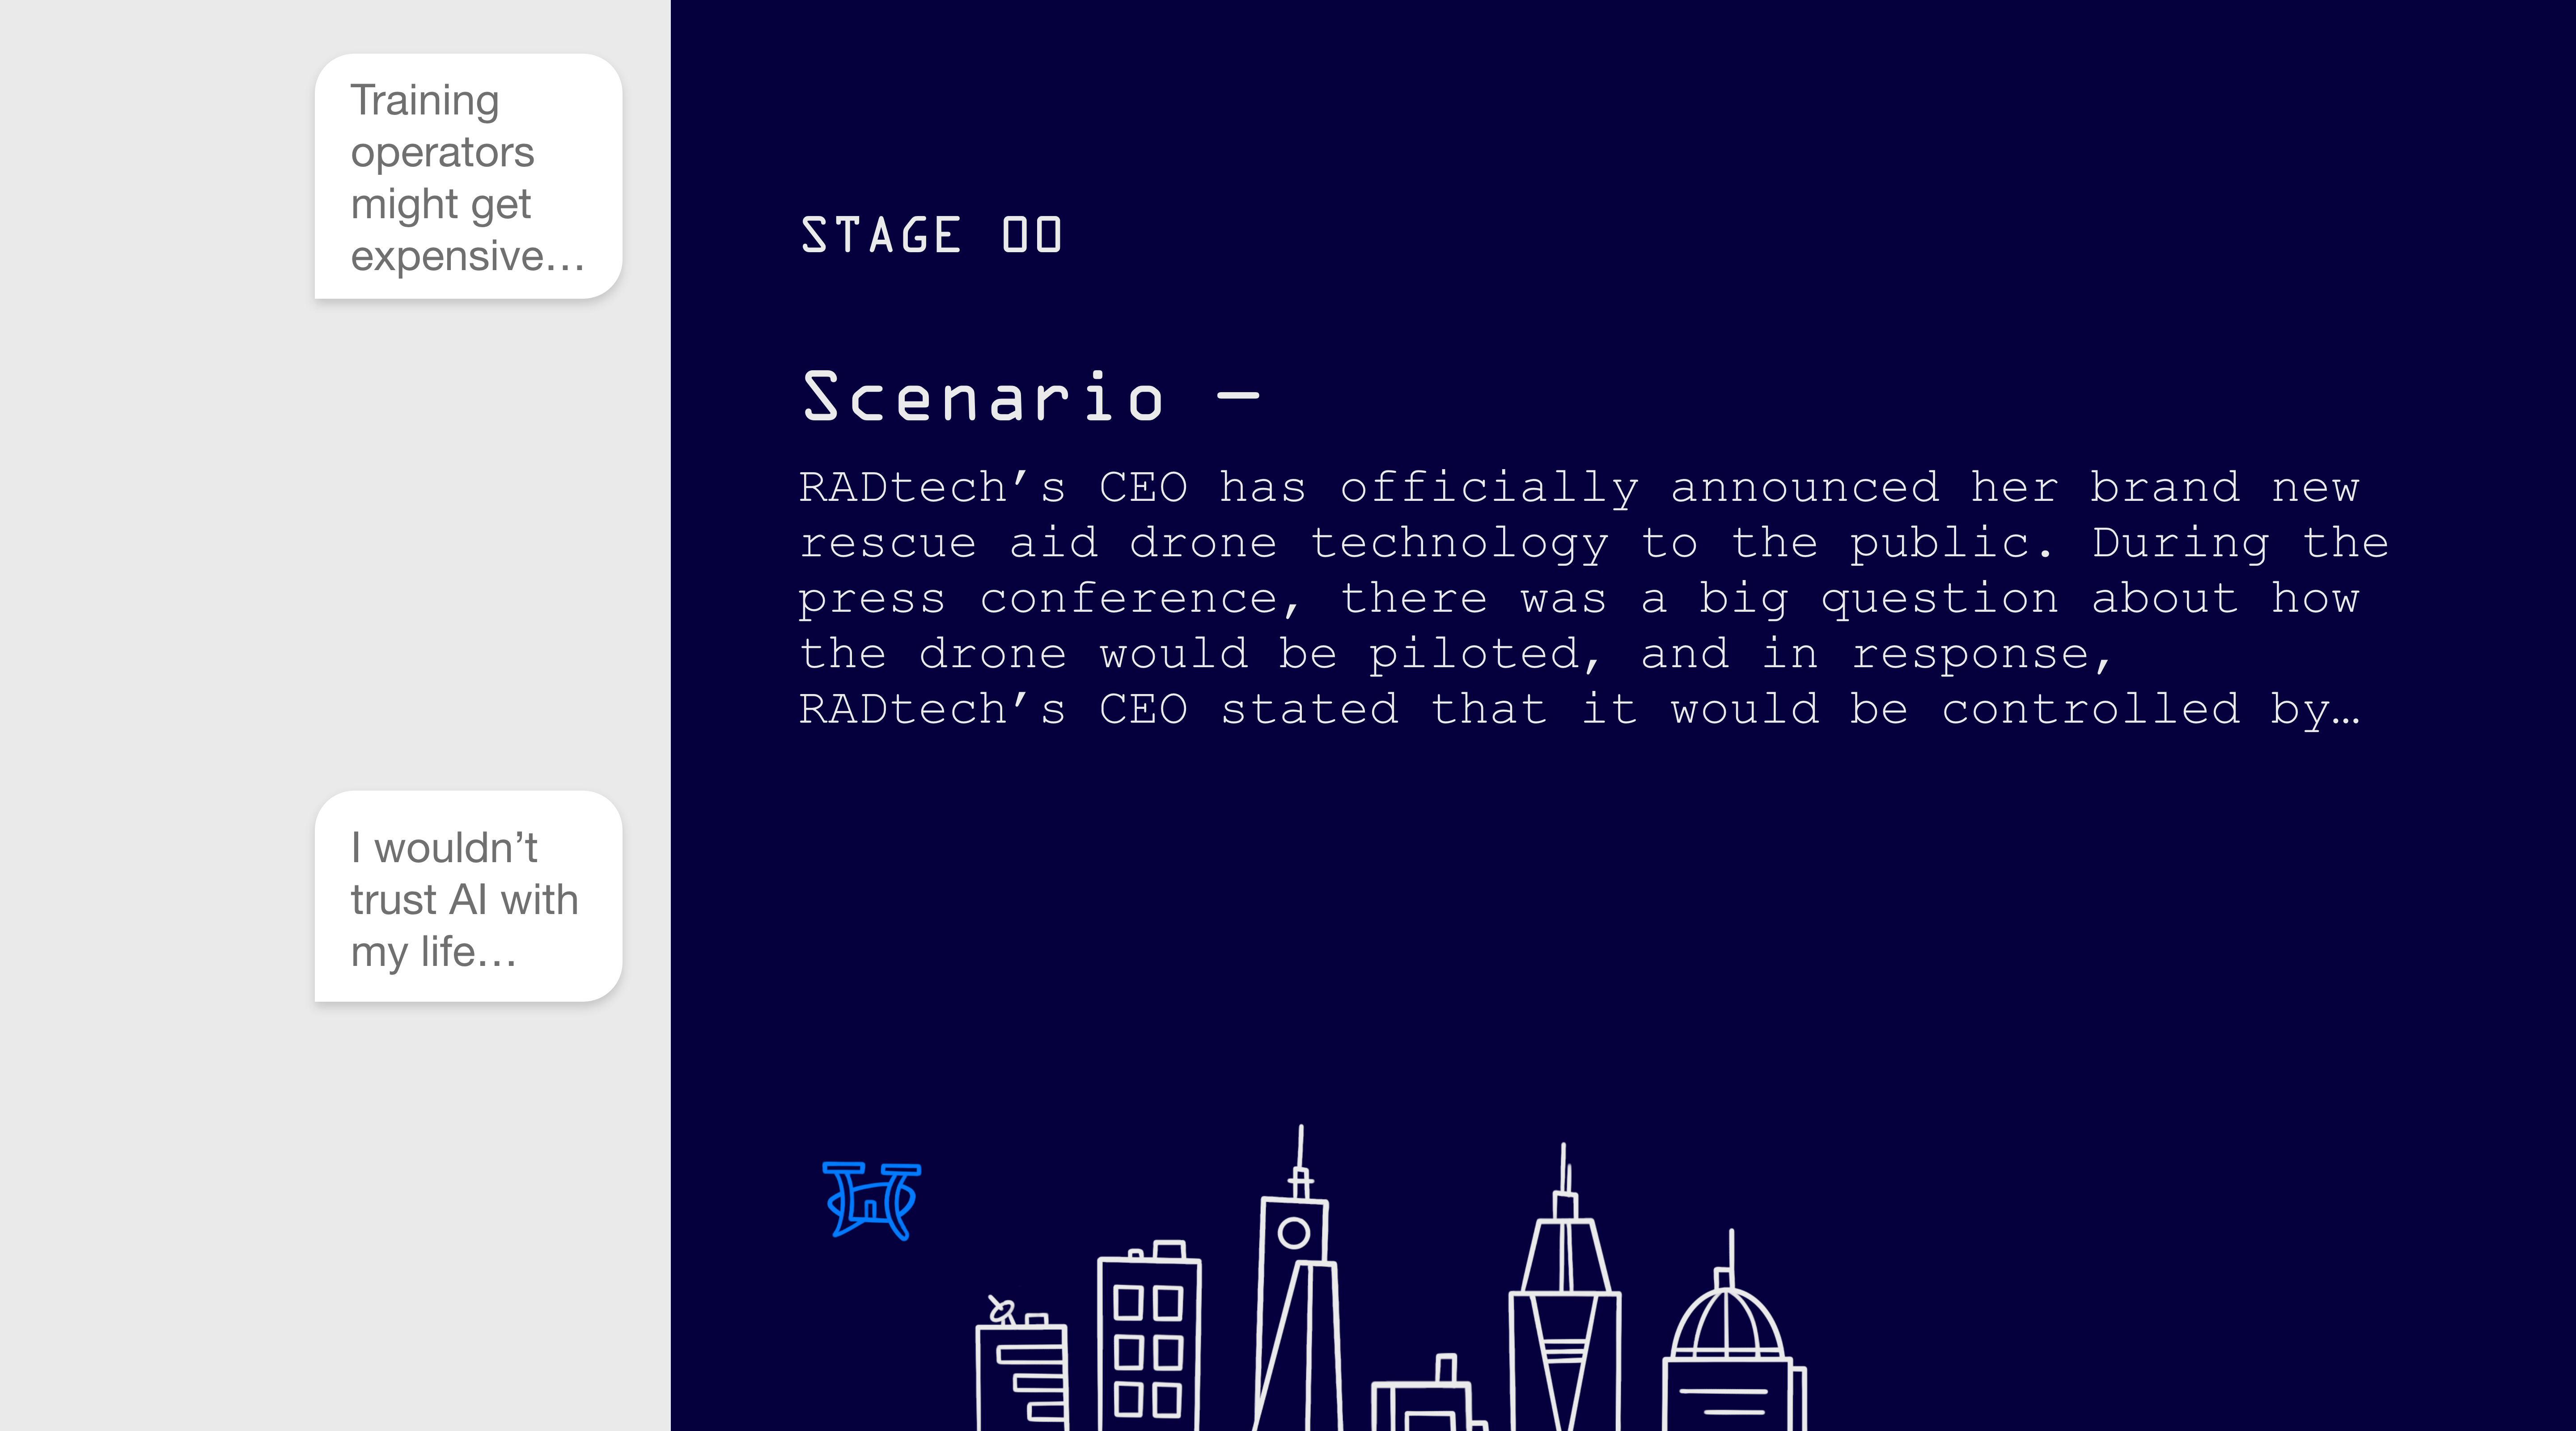 Training
operators
might get
expensive…
I wouldn’t
trust AI with
my life…
STAGE 00
Scenario —
RADtech’s CEO has officially announced her brand new
rescue aid drone technology to the public. During the
press conference, there was a big question about how
the drone would be piloted, and in response,
RADtech’s CEO stated that it would be controlled by…